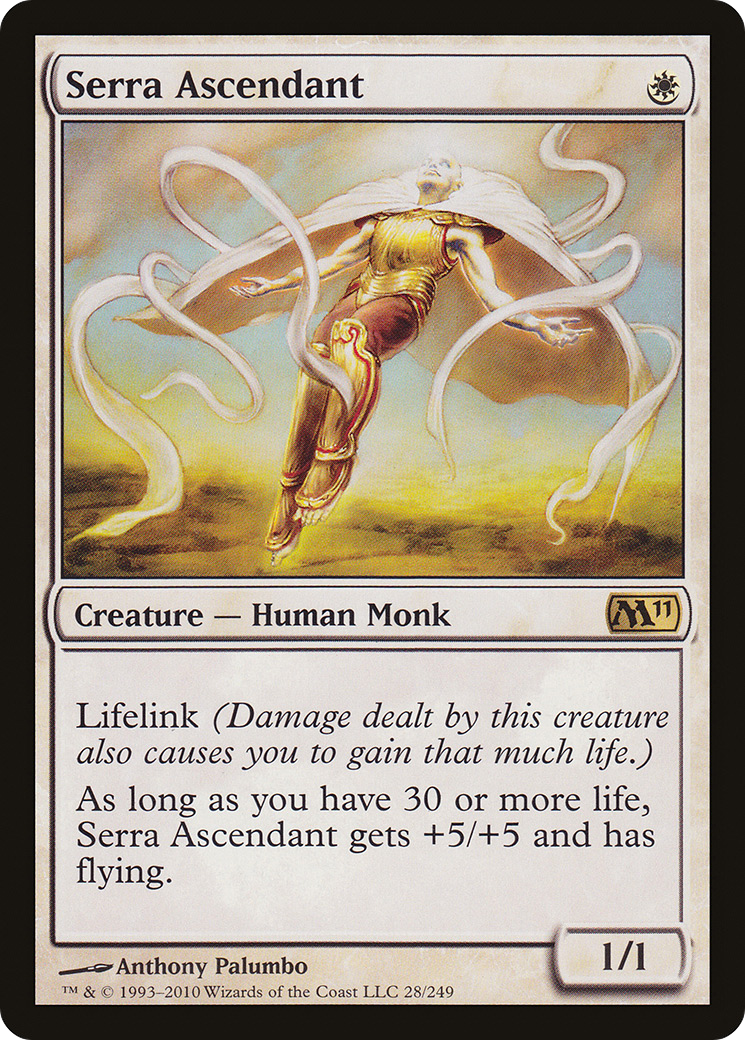 Serra Ascendant
Creature — Human Monk
M11
Lifelink (Damage dealt by this creature
also causes you to gain that much life.)
As long as you have 30 or more life,
Serra Ascendant gets +5/+5 and has
flying.
1/1
Anthony Palumbo
™ & © 1993–2010 Wizards of the Coast LLC 28/249